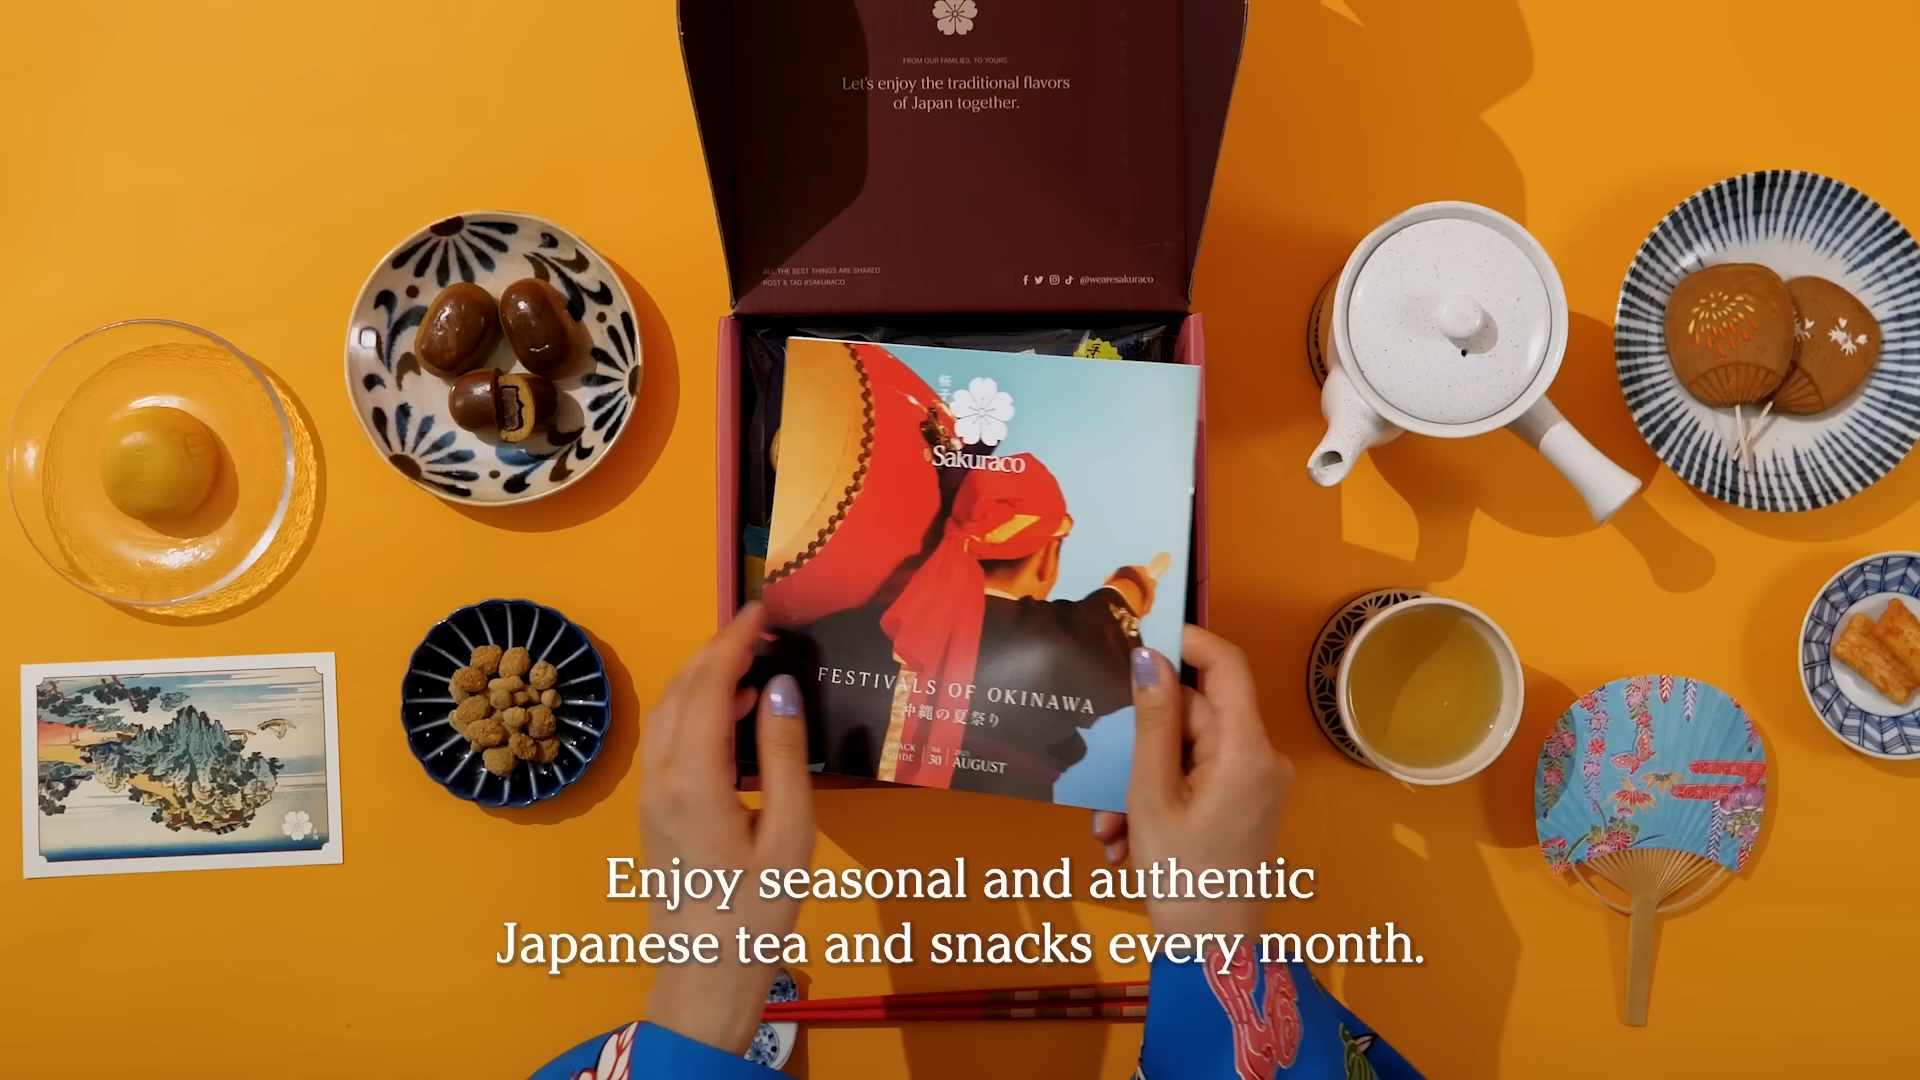 FROM OUR FAMILIES, TO YOURS.
Let's enjoy the traditional flavors
of Japan together.
ALL THE BEST THINGS ARE SHARED
POST & TAG #SAKURACO
@wearesakuraco
Sakuraco
FESTIVALS OF OKINAWA
沖縄の夏祭り
SNACK
GUIDE
30
AUGUST
Enjoy seasonal and authentic
Japanese tea and snacks every month.